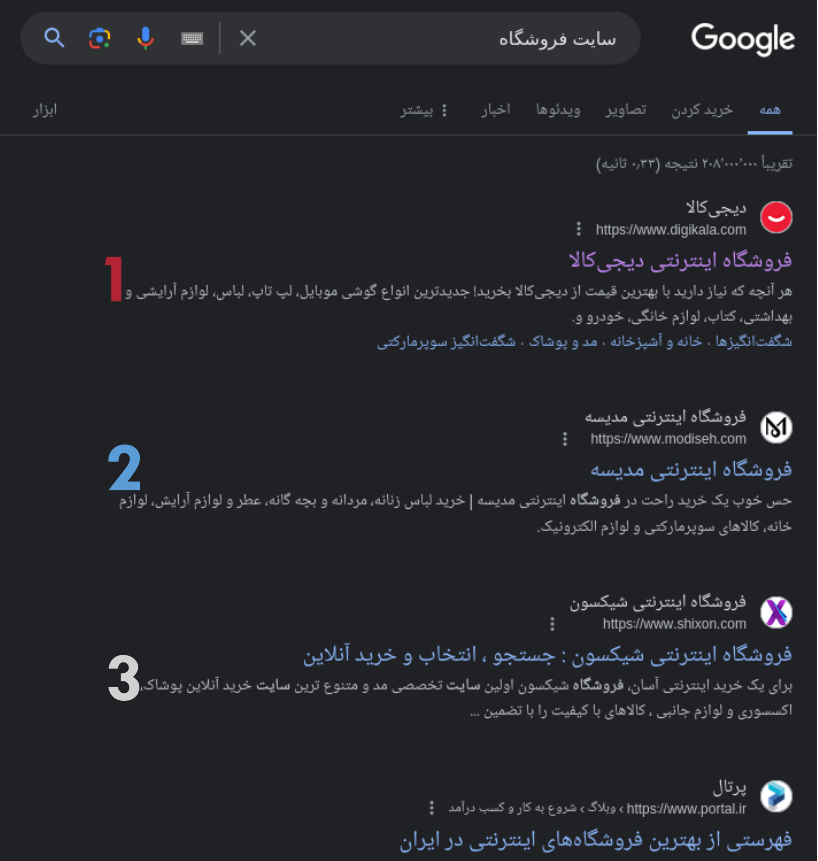 Google
سایت فروشگاه
همه
خرید کردن
تصاویر
ویدئوها
اخبار
بیشتر
ابزار
تقریباً ۲۰۸٬۰۰۰٬۰۰۰ نتیجه (۰٫۳۳ ثانیه)
دیجی‌کالا
https://www.digikala.com
فروشگاه اینترنتی دیجی‌کالا
1
هر آنچه که نیاز دارید با بهترین قیمت از دیجی‌کالا بخرید! جدیدترین انواع گوشی موبایل، لپ تاپ، لباس، لوازم آرایشی و
بهداشتی، کتاب، لوازم خانگی، خودرو و.
شگفت‌انگیزها · خانه و آشپزخانه · مد و پوشاک · شگفت‌انگیز سوپرمارکتی
فروشگاه اینترنتی مدیسه
https://www.modiseh.com
فروشگاه اینترنتی مدیسه
2
حس خوب یک خرید راحت در فروشگاه اینترنتی مدیسه | خرید لباس زنانه، مردانه و بچه گانه، عطر و لوازم آرایش، لوازم
خانه، کالاهای سوپرمارکتی و لوازم الکترونیک.
فروشگاه اینترنتی شیکسون
https://www.shixon.com
فروشگاه اینترنتی شیکسون : جستجو ، انتخاب و خرید آنلاین
3
برای یک خرید اینترنتی آسان، فروشگاه شیکسون اولین سایت تخصصی مد و متنوع ترین سایت خرید آنلاین پوشاک،
اکسسوری و لوازم جانبی ، کالاهای با کیفیت را با تضمین ...
پرتال
https://www.portal.ir › وبلاگ › شروع به کار و کسب درآمد
فهرستی از بهترین فروشگاه‌های اینترنتی در ایران